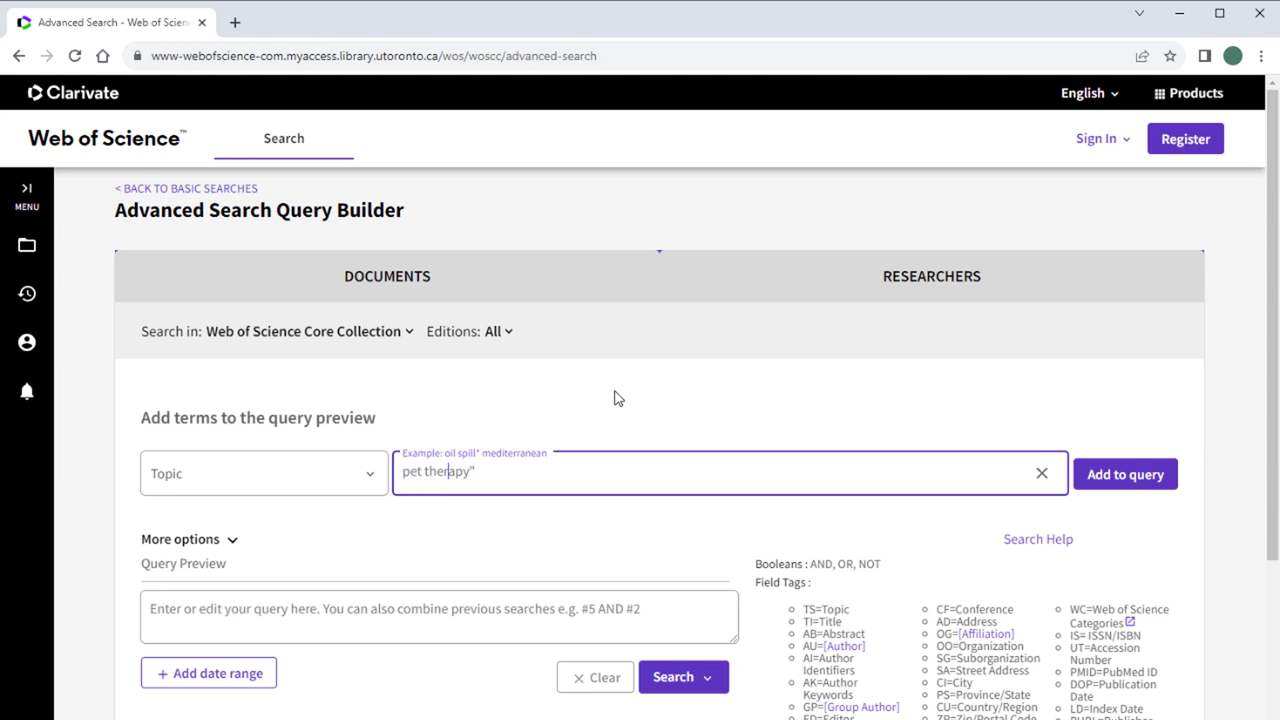 Advanced Search - Web of Scien
www-webofscience-com.myaccess.library.utoronto.ca/wos/woscc/advanced-search
Clarivate
English
Products
Web of Science™
Search
Sign In
Register
MENU
< BACK TO BASIC SEARCHES
Advanced Search Query Builder
DOCUMENTS
RESEARCHERS
Search in: Web of Science Core Collection
Editions: All
Add terms to the query preview
Topic
Example: oil spill* mediterranean
pet therapy"
Add to query
More options
Search Help
Query Preview
Enter or edit your query here. You can also combine previous searches e.g. #5 AND #2
+ Add date range
Clear
Search
Booleans : AND, OR, NOT
Field Tags :
TS=Topic
TI=Title
AB=Abstract
AU=[Author]
AI=Author
Identifiers
AK=Author
Keywords
GP=[Group Author]
ED=Editor
CF=Conference
AD=Address
OG=[Affiliation]
OO=Organization
SG=Suborganization
SA=Street Address
CI=City
PS=Province/State
CU=Country/Region
ZP=Zip/Postal Code
WC=Web of Science
Categories
IS= ISSN/ISBN
UT=Accession
Number
PMID=PubMed ID
DOP=Publication
Date
LD=Index Date